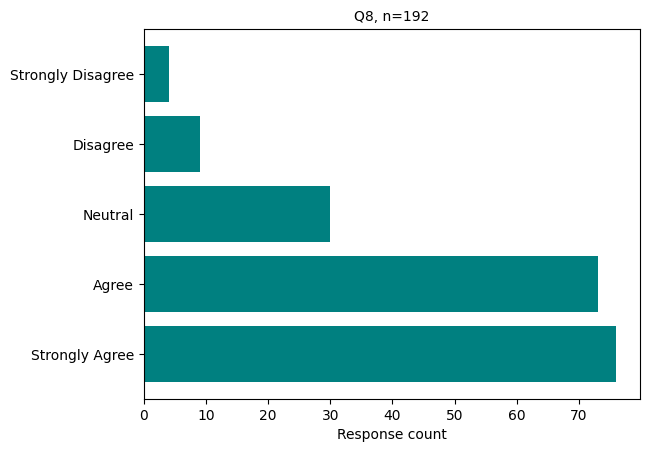 Q8, n=192
Strongly Disagree
Disagree
Neutral
Agree
Strongly Agree
0 10 20 30 40 50 60 70
Response count